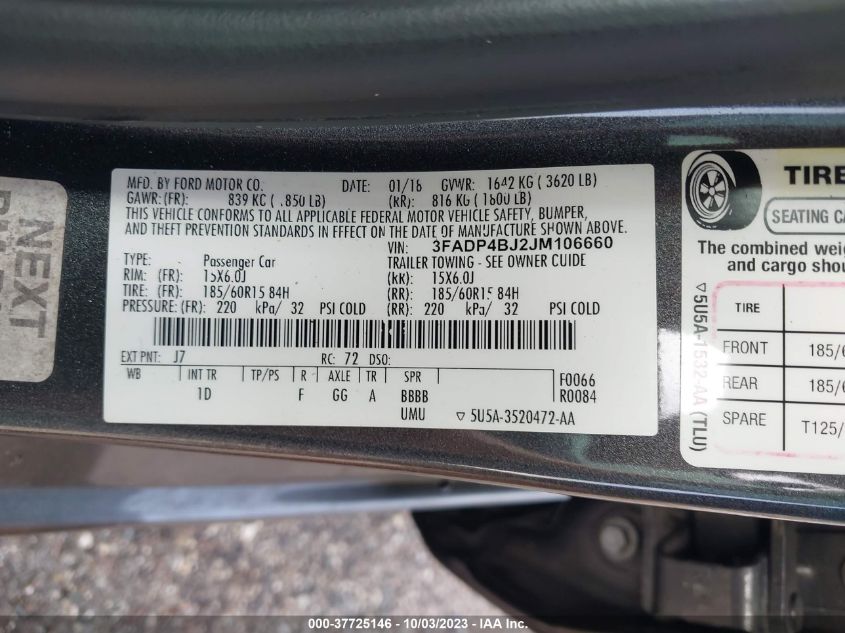 NEXT
MFD. BY FORD MOTOR CO. DATE: 01/16 GVWR: 1642 KG ( 3620 LB)
GAWR: (FR): 839 KC ( .850 LB) (RR): 816 KG ( 1600 LB)
THIS VEHICLE CONFORMS TO ALL APPLICABLE FEDERAL MOTOR VEHICLE SAFETY, BUMPER,
AND THEFT PREVENTION STANDARDS IN EFFECT ON THE DATE OF MANUFACTURE SHOWN ABOVE.
VIN: 3FADP4BJ2JM106660
TYPE: Passenger Car TRAILER TOWING - SEE OWNER GUIDE
RIM: (FR): 15X6.0J (RR): 15X6.0J
TIRE: (FR): 185/60R15 84H (RR): 185/60R15 84H
PRESSURE: (FR): 220 kPa/ 32 PSI COLD (RR): 220 kPa/ 32 PSI COLD
EXT PNT: J7 RC: 72 DSO:
WB INT TR TP/PS R AXLE TR SPR F0066
1D F GG A BBBB R0084
UMU ▽ 5U5A-3520472-AA
TIRE
SEATING CA
The combined weig
and cargo shou
▽5U5A-1532-AA (TLU)
TIRE
FRONT 185/6
REAR 185/6
SPARE T125/
000-37725146 - 10/03/2023 - IAA Inc.